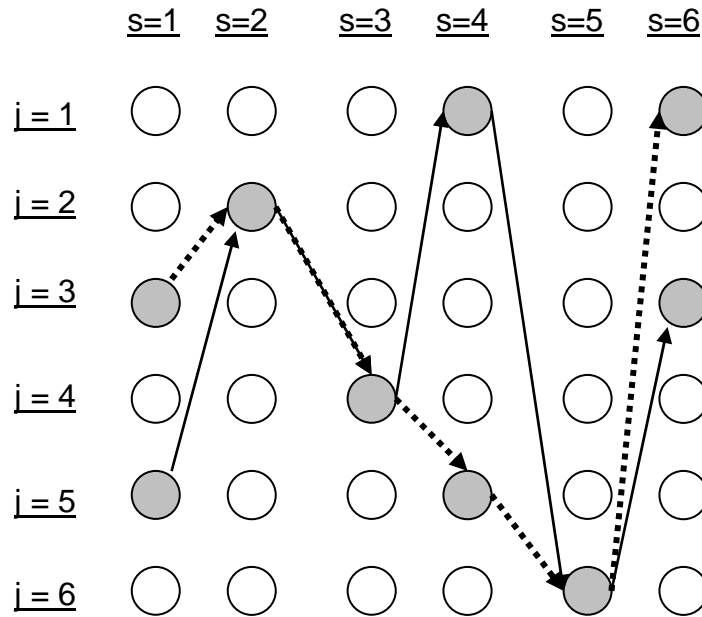 s=1 s=2 s=3 s=4 s=5 s=6
j = 1
j = 2
j = 3
j = 4
j = 5
j = 6